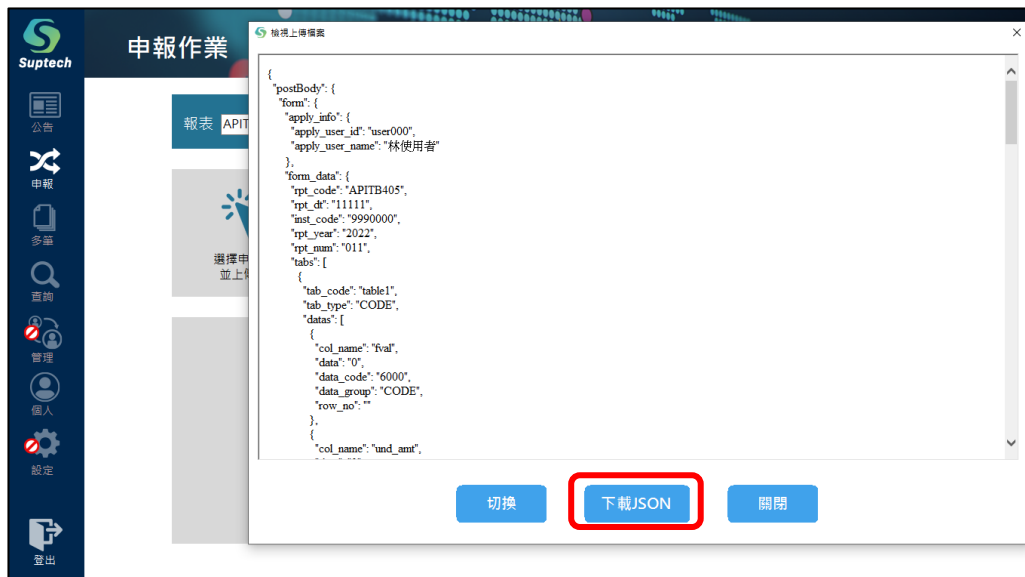 Suptech
公告
申報
多筆
查詢
管理
個人
設定
登出
申報作業
報表 APIT
選擇申
並上
檢視上傳檔案
{
"postBody": {
"form": {
"apply_info": {
"apply_user_id": "user000",
"apply_user_name": "林使用者"
},
"form_data": {
"rpt_code": "APITB405",
"rpt_dt": "11111",
"inst_code": "9990000",
"rpt_year": "2022",
"rpt_num": "011",
"tabs": [
{
"tab_code": "table1",
"tab_type": "CODE",
"datas": [
{
"col_name": "fval",
"data": "0",
"data_code": "6000",
"data_group": "CODE",
"row_no": ""
},
{
"col_name": "und_amt",
切換
下載JSON
關閉